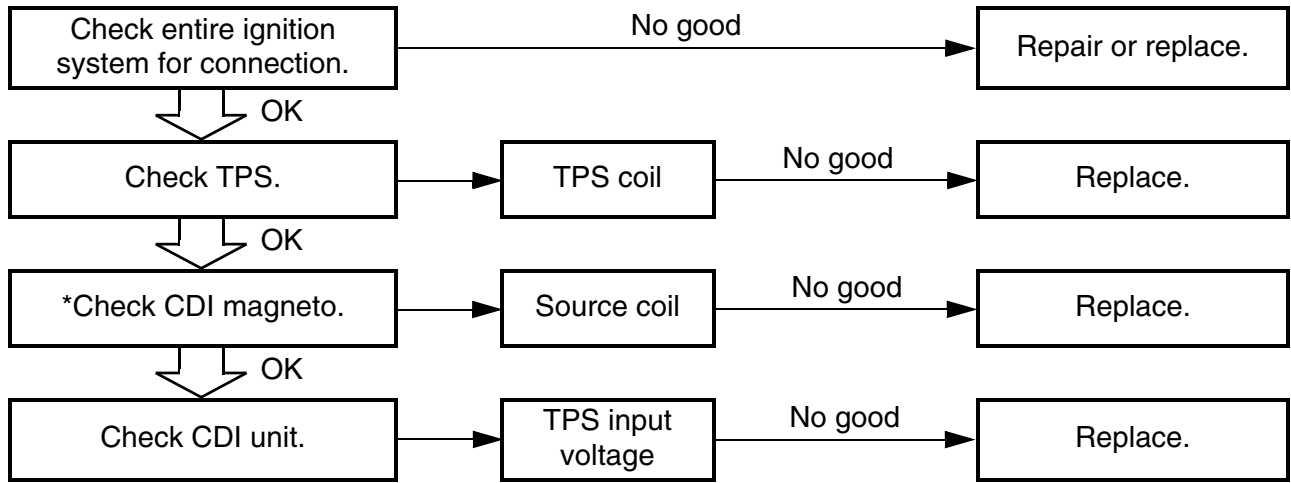 Check entire ignition
system for connection.
No good
Repair or replace.
OK
Check TPS.
TPS coil
No good
Replace.
OK
*Check CDI magneto.
Source coil
No good
Replace.
OK
Check CDI unit.
TPS input
voltage
No good
Replace.